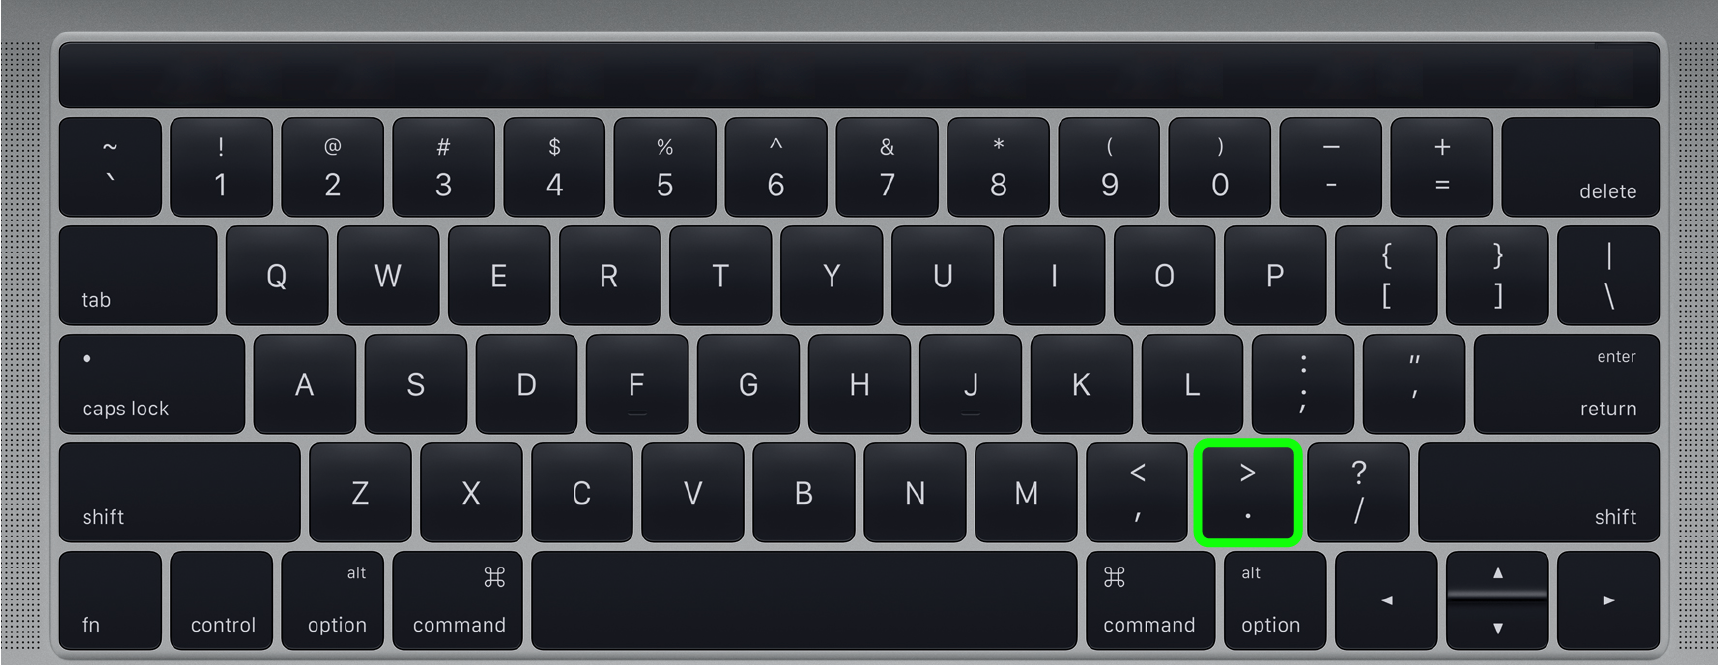 ~ ! @ # $ % ^ & * ( ) — +
` 1 2 3 4 5 6 7 8 9 0 - = delete
tab Q W E R T Y U I O P { [ } ] | \
• caps lock A S D F G H J K L : ; " ' enter return
shift Z X C V B N M < , > . ? / shift
fn control alt option ⌘ command ⌘ command alt option ◄ ▲ ▼ ►